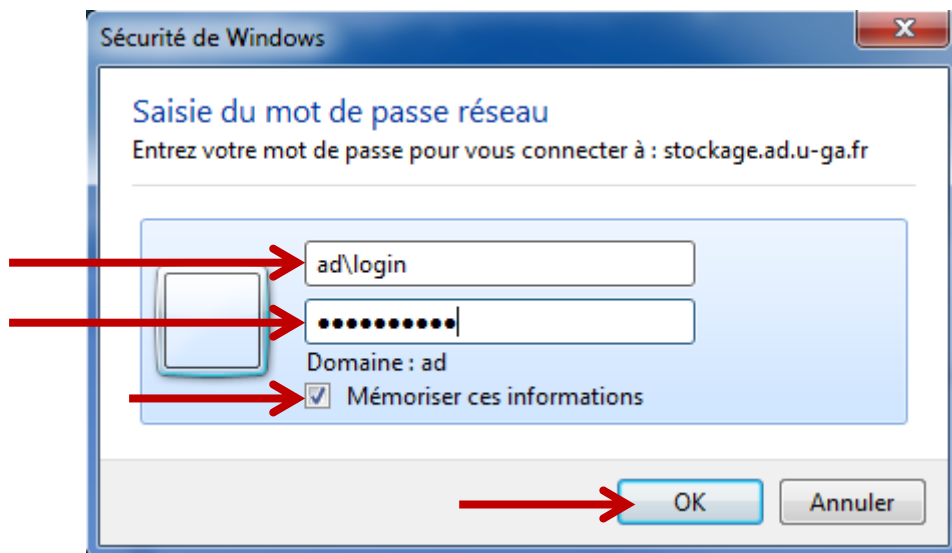 Sécurité de Windows
Saisie du mot de passe réseau
Entrez votre mot de passe pour vous connecter à : stockage.ad.u-ga.fr
ad\login
●●●●●●●●●●
Domaine : ad
Mémoriser ces informations
OK
Annuler